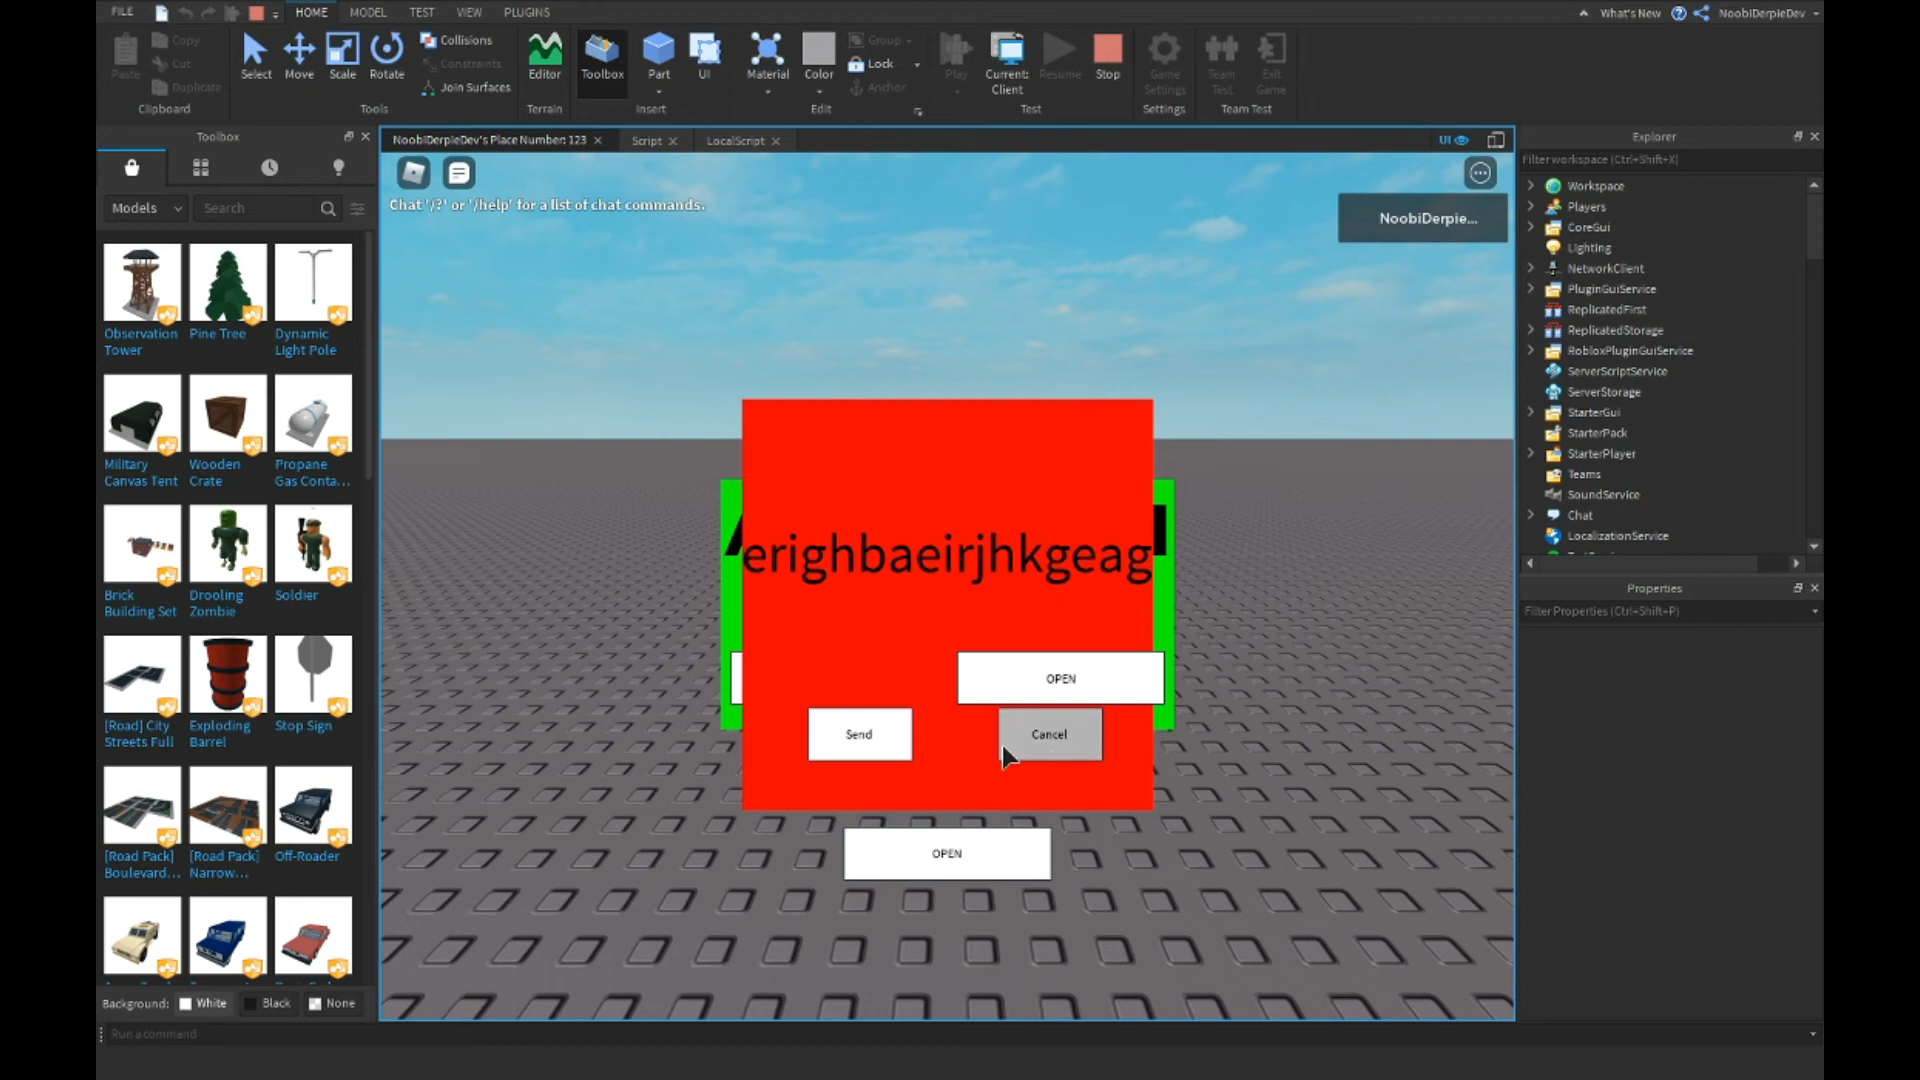 FILE HOME MODEL TEST VIEW PLUGINS What's New NoobiDerpieDev
Paste Copy Cut Duplicate Clipboard
Select Move Scale Rotate Collisions Constraints Join Surfaces Tools
Editor Terrain
Toolbox Part UI Insert
Material Color Group Lock Anchor Edit
Play Current: Client Resume Stop Test
Game Settings Settings
Team Test Exit Game Team Test
Toolbox
Models Search
Observation Tower
Pine Tree
Dynamic Light Pole
Military Canvas Tent
Wooden Crate
Propane Gas Conta...
Brick Building Set
Drooling Zombie
Soldier
[Road] City Streets Full
Exploding Barrel
Stop Sign
[Road Pack] Boulevard...
[Road Pack] Narrow...
Off-Roader
Background: White Black None
Run a command
NoobiDerpieDev's Place Number: 123 Script LocalScript UI
Chat '/?' or '/help' for a list of chat commands.
NoobiDerpie...
erighbaeirjhkgeag
OPEN
Send Cancel
OPEN
Explorer
Filter workspace (Ctrl+Shift+X)
Workspace
Players
CoreGui
Lighting
NetworkClient
PluginGuiService
ReplicatedFirst
ReplicatedStorage
RobloxPluginGuiService
ServerScriptService
ServerStorage
StarterGui
StarterPack
StarterPlayer
Teams
SoundService
Chat
LocalizationService
Properties
Filter Properties (Ctrl+Shift+P)